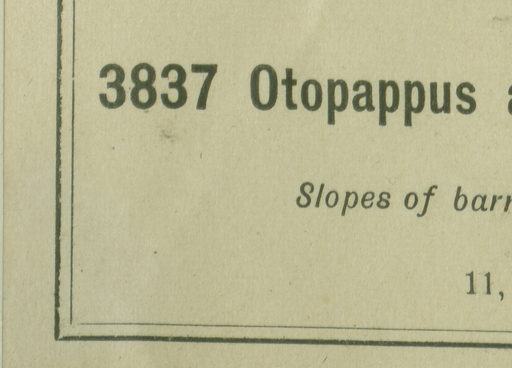 3837 Otopappus
Slopes of
11,